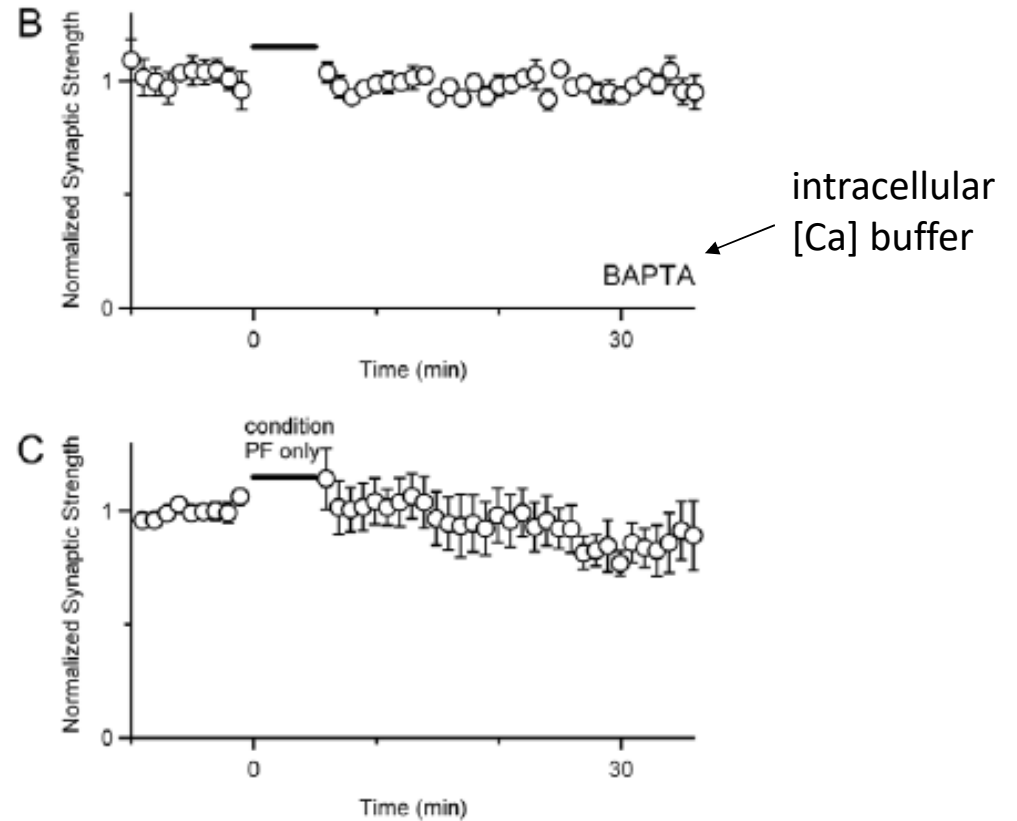 B
Normalized Synaptic Strength
1
0
intracellular
[Ca] buffer
BAPTA
0
30
Time (min)
C
Normalized Synaptic Strength
condition
PF only
1
0
0
30
Time (min)